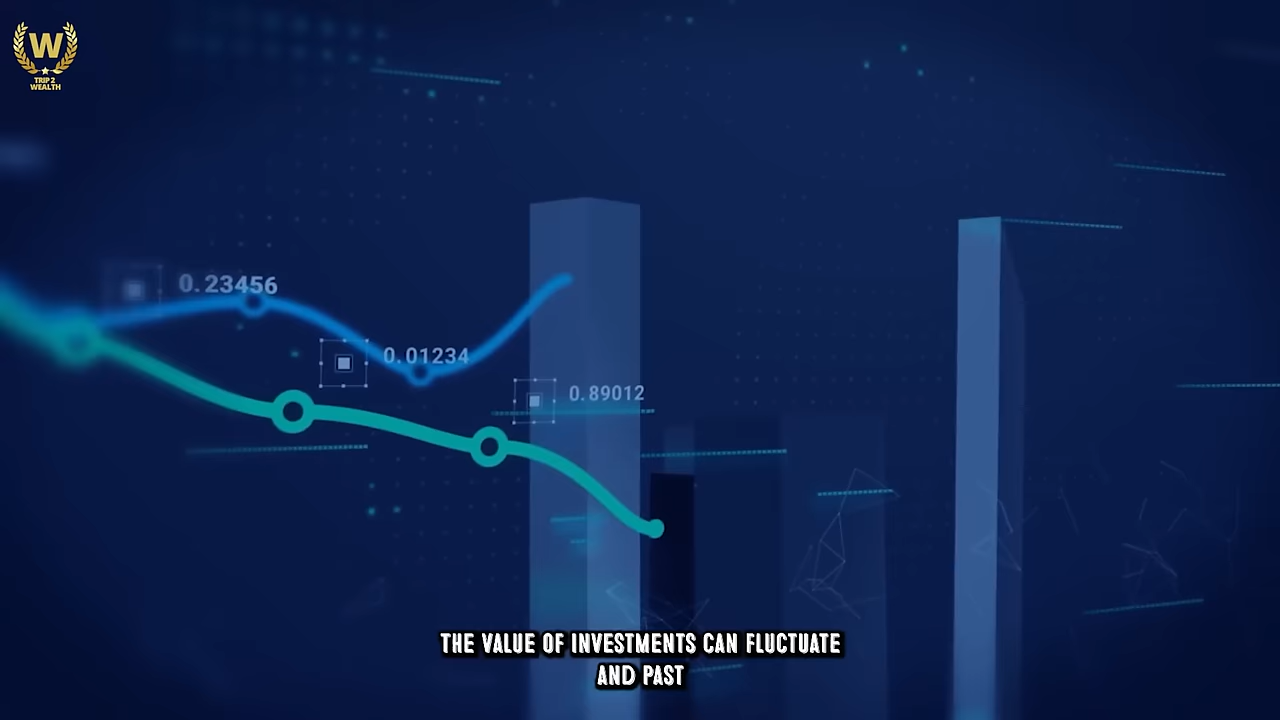 W
TRIP 2
WEALTH
0.23456
0.01234
0.89012
THE VALUE OF INVESTMENTS CAN FLUCTUATE
AND PAST